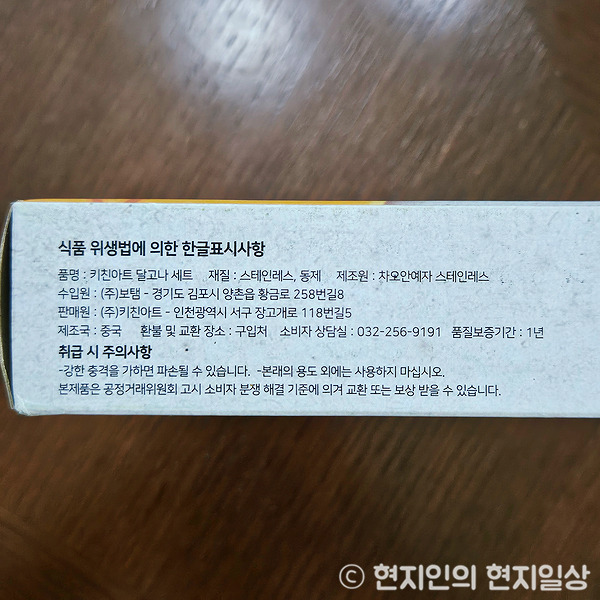 식품 위생법에 의한 한글표시사항
품명 : 키친아트 달고나 세트 재질 : 스테인레스, 동제 제조원 : 차오안예자 스테인레스
수입원 : (주)보탬 - 경기도 김포시 양촌읍 황금로 258번길8
판매원 : (주)키친아트 - 인천광역시 서구 장고개로 118번길5
제조국 : 중국 환불 및 교환 장소 : 구입처 소비자 상담실 : 032-256-9191 품질보증기간 : 1년
취급 시 주의사항
-강한 충격을 가하면 파손될 수 있습니다. -본래의 용도 외에는 사용하지 마십시오.
본제품은 공정거래위원회 고시 소비자 분쟁 해결 기준에 의겨 교환 또는 보상 받을 수 있습니다.
© 현지인의 현지일상